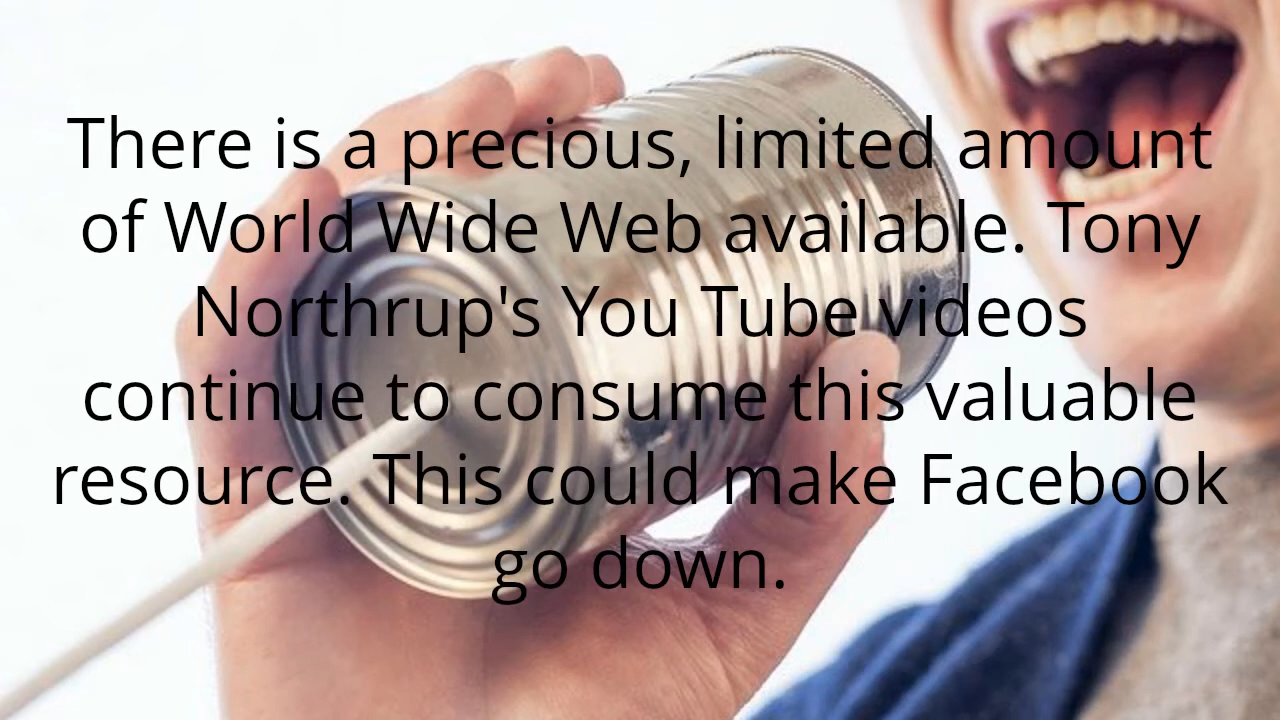 There is a precious, limited amount
of World Wide Web available. Tony
Northrup's You Tube videos
continue to consume this valuable
resource. This could make Facebook
go down.